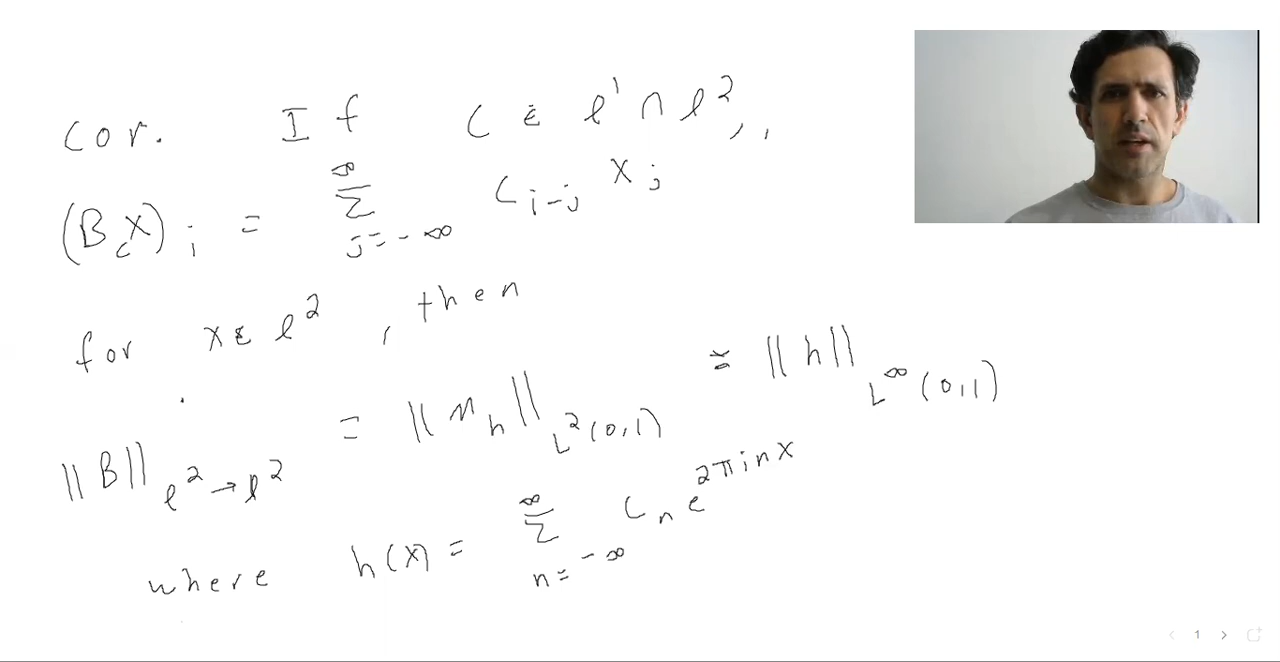 Cor. If C ∈ ℓ¹ ∩ ℓ²,,
(B_c X)_i = ∑_{j=-∞}^{∞} C_{i-j} X_j
for X ∈ ℓ², then
||B||_{ℓ²→ℓ²} = ||M_h||_{L²(0,1)} = ||h||_{L^∞(0,1)}
where h(x) = ∑_{n=-∞}^{∞} C_n e^{2πinx}
1